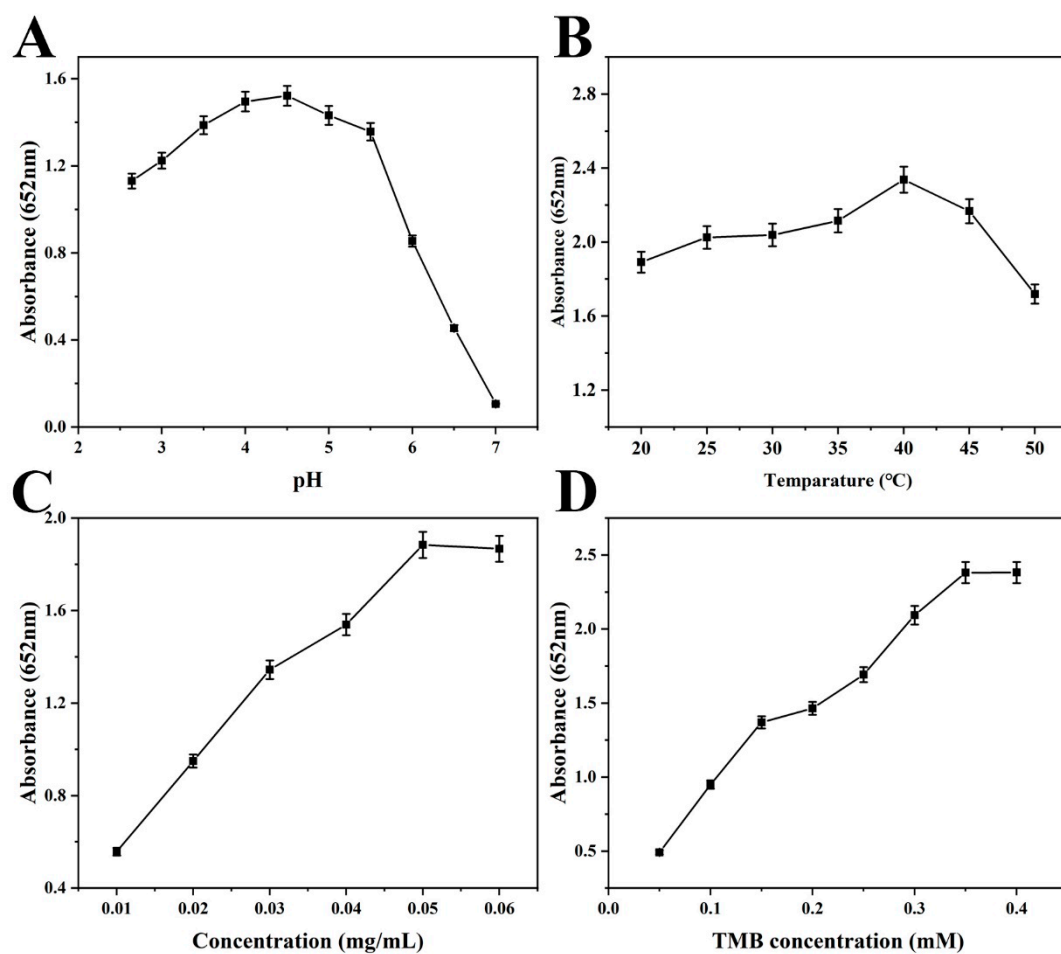 A
Absorbance (652nm)
1.6
1.2
0.8
0.4
0.0
2 3 4 5 6 7
pH
B
Absorbance (652nm)
2.8
2.4
2.0
1.6
1.2
20 25 30 35 40 45 50
Temparature (°C)
C
Absorbance (652nm)
2.0
1.6
1.2
0.8
0.4
0.01 0.02 0.03 0.04 0.05 0.06
Concentration (mg/mL)
D
Absorbance (652nm)
2.5
2.0
1.5
1.0
0.5
0.0 0.1 0.2 0.3 0.4
TMB concentration (mM)